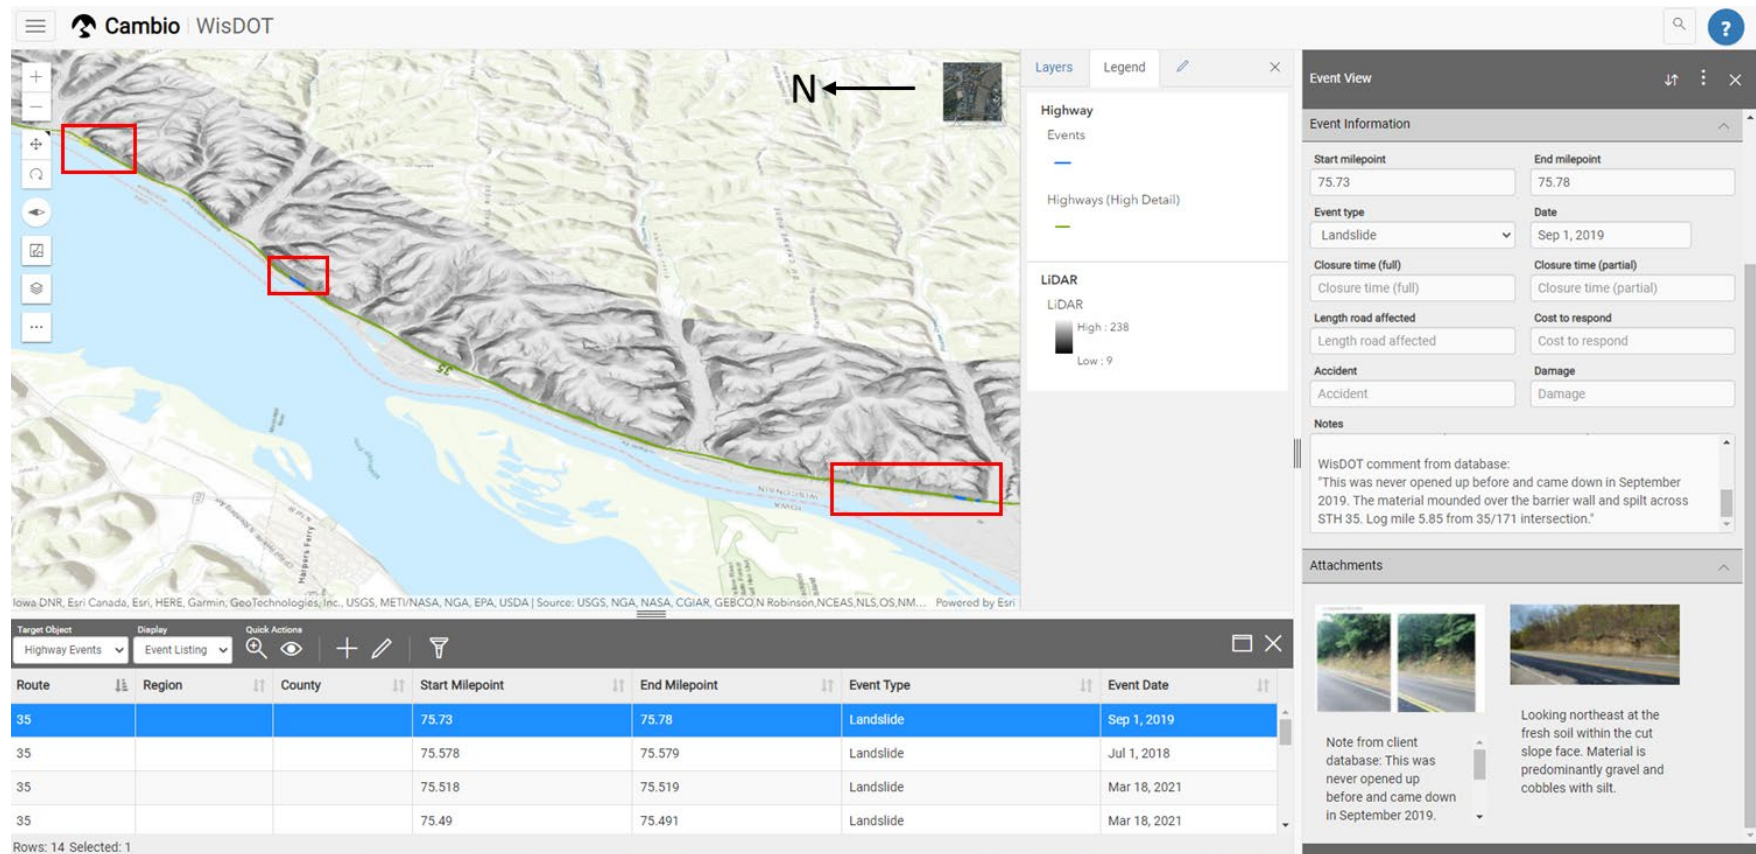 Cambio | WisDOT
?
N
35
WISCONSIN
IOWA
Harpers Ferry
Iowa DNR, Esri Canada, Esri, HERE, Garmin, GeoTechnologies, Inc., USGS, METI/NASA, NGA, EPA, USDA | Source: USGS, NGA, NASA, CGIAR, GEBCO,N Robinson,NCEAS,NLS,OS,NM... Powered by Esri
Layers Legend
Highway
Events
Highways (High Detail)
LiDAR
LiDAR
High : 238
Low : 9
Event View
Event Information
Start milepoint End milepoint
75.73 75.78
Event type Date
Landslide Sep 1, 2019
Closure time (full) Closure time (partial)
Closure time (full) Closure time (partial)
Length road affected Cost to respond
Length road affected Cost to respond
Accident Damage
Accident Damage
Notes
WisDOT comment from database:
"This was never opened up before and came down in September
2019. The material mounded over the barrier wall and spilt across
STH 35. Log mile 5.85 from 35/171 intersection."
Attachments
Note from client
database: This was
never opened up
before and came down
in September 2019.
Looking northeast at the
fresh soil within the cut
slope face. Material is
predominantly gravel and
cobbles with silt.
Target Object Display Quick Actions
Highway Events Event Listing
Route Region County Start Milepoint End Milepoint Event Type Event Date
35 75.73 75.78 Landslide Sep 1, 2019
35 75.578 75.579 Landslide Jul 1, 2018
35 75.518 75.519 Landslide Mar 18, 2021
35 75.49 75.491 Landslide Mar 18, 2021
Rows: 14 Selected: 1